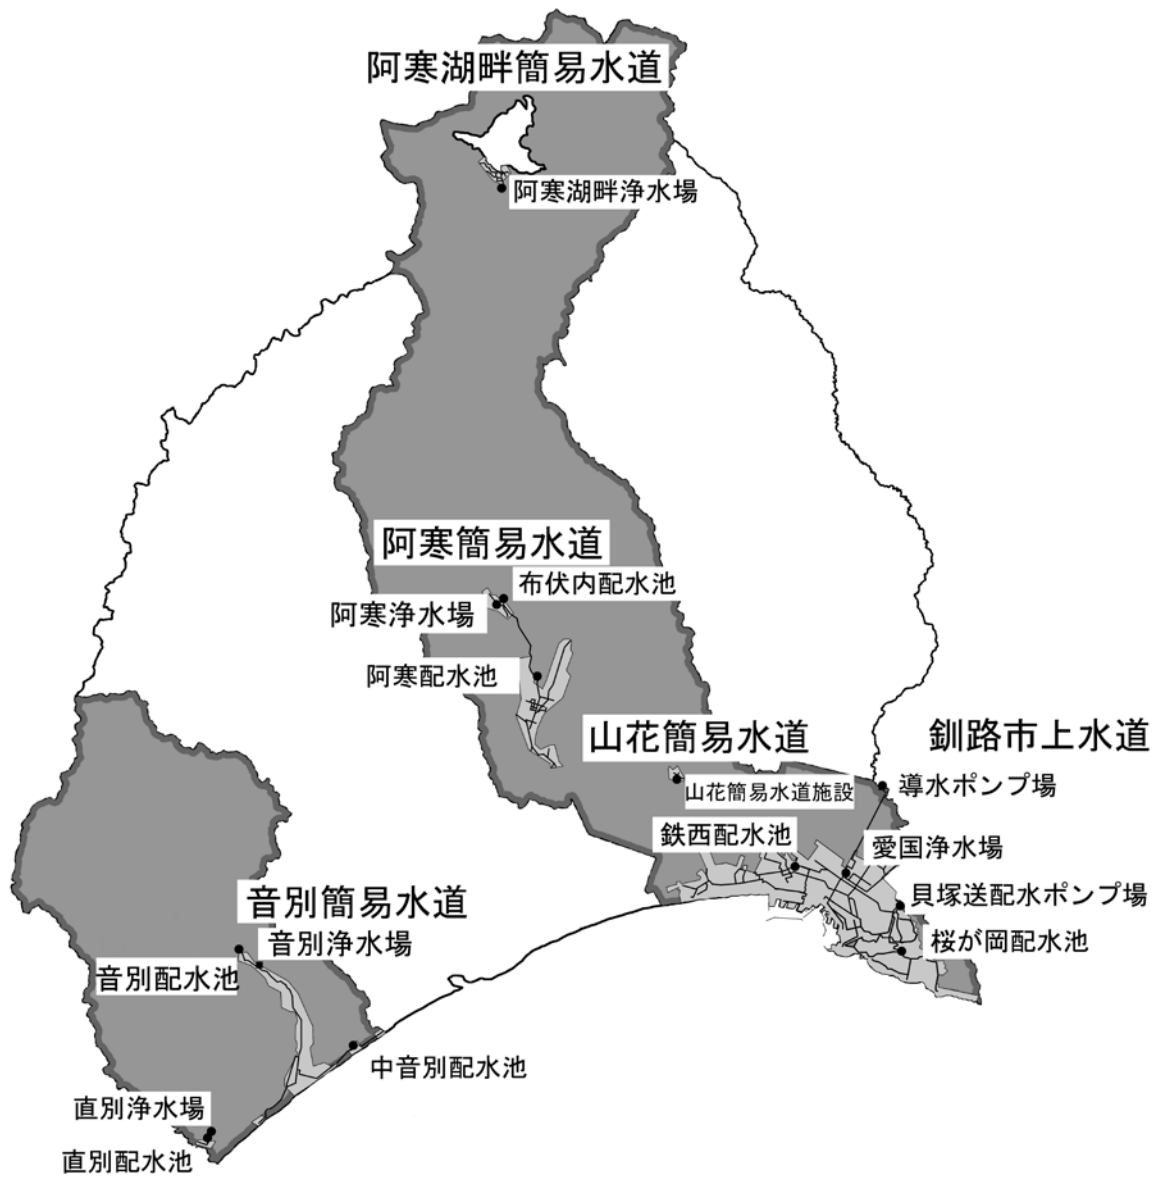 阿寒湖畔簡易水道
阿寒湖畔浄水場
阿寒簡易水道
布伏内配水池
阿寒浄水場
阿寒配水池
山花簡易水道
釧路市上水道
導水ポンプ場
山花簡易水道施設
鉄西配水池
愛国浄水場
貝塚送配水ポンプ場
桜が岡配水池
音別簡易水道
音別浄水場
音別配水池
中音別配水池
直別浄水場
直別配水池